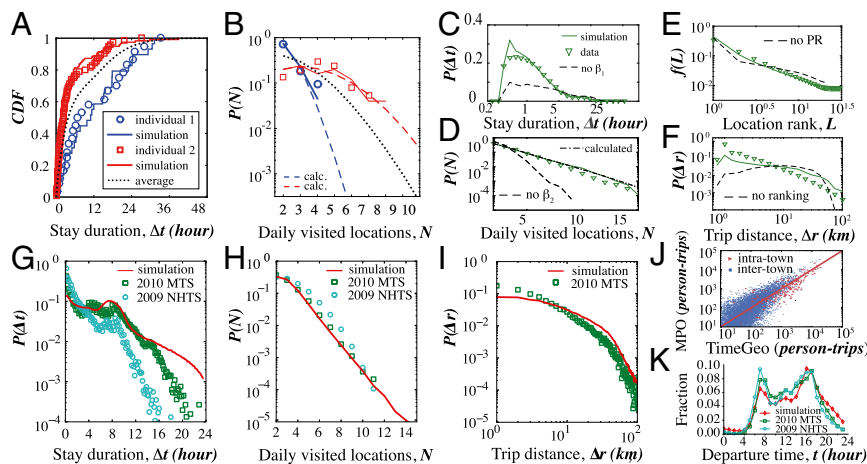 A
CDF
1
0.8
0.6
0.4
0.2
0
0 12 24 36 48
Stay duration, Δt (hour)
individual 1
simulation
individual 2
simulation
average
B
P(N)
10^0
10^-1
10^-2
10^-3
2 3 4 5 6 7 8 9 10
calc.
calc.
Daily visited locations, N
C
P(Δt)
0.4
0.2
0
0.2 1 5 25
simulation
data
no β1
Stay duration, Δt (hour)
D
P(N)
10^0
10^-2
10^-4
5 10 15
calculated
no β2
Daily visited locations, N
E
f(L)
10^0
10^-2
10^0 10^0.5 10^1 10^1.5
no PR
Location rank, L
F
P(Δr)
10^0
10^-1
10^-2
10^-3
10^0 10^1 10^2
no ranking
Trip distance, Δr (km)
G
P(Δt)
10^0
10^-1
10^-2
10^-3
10^-4
0 4 8 12 16 20 24
simulation
2010 MTS
2009 NHTS
Stay duration, Δt (hour)
H
P(N)
10^0
10^-1
10^-2
10^-3
10^-4
10^-5
2 4 6 8 10 12 14
simulation
2010 MTS
2009 NHTS
Daily visited locations, N
I
P(Δr)
10^0
10^-1
10^-2
10^-3
10^-4
10^-5
10^0 10^1 10^2
simulation
2010 MTS
Trip distance, Δr (km)
J
MPO (person-trips)
10^5
10^4
10^3
10^2
10^1
10^1 10^2 10^3 10^4 10^5
intra-town
inter-town
TimeGeo (person-trips)
K
Fraction
0.10
0.08
0.06
0.04
0.02
0.00
0 4 8 12 16 20 24
simulation
2010 MTS
2009 NHTS
Departure time, t (hour)